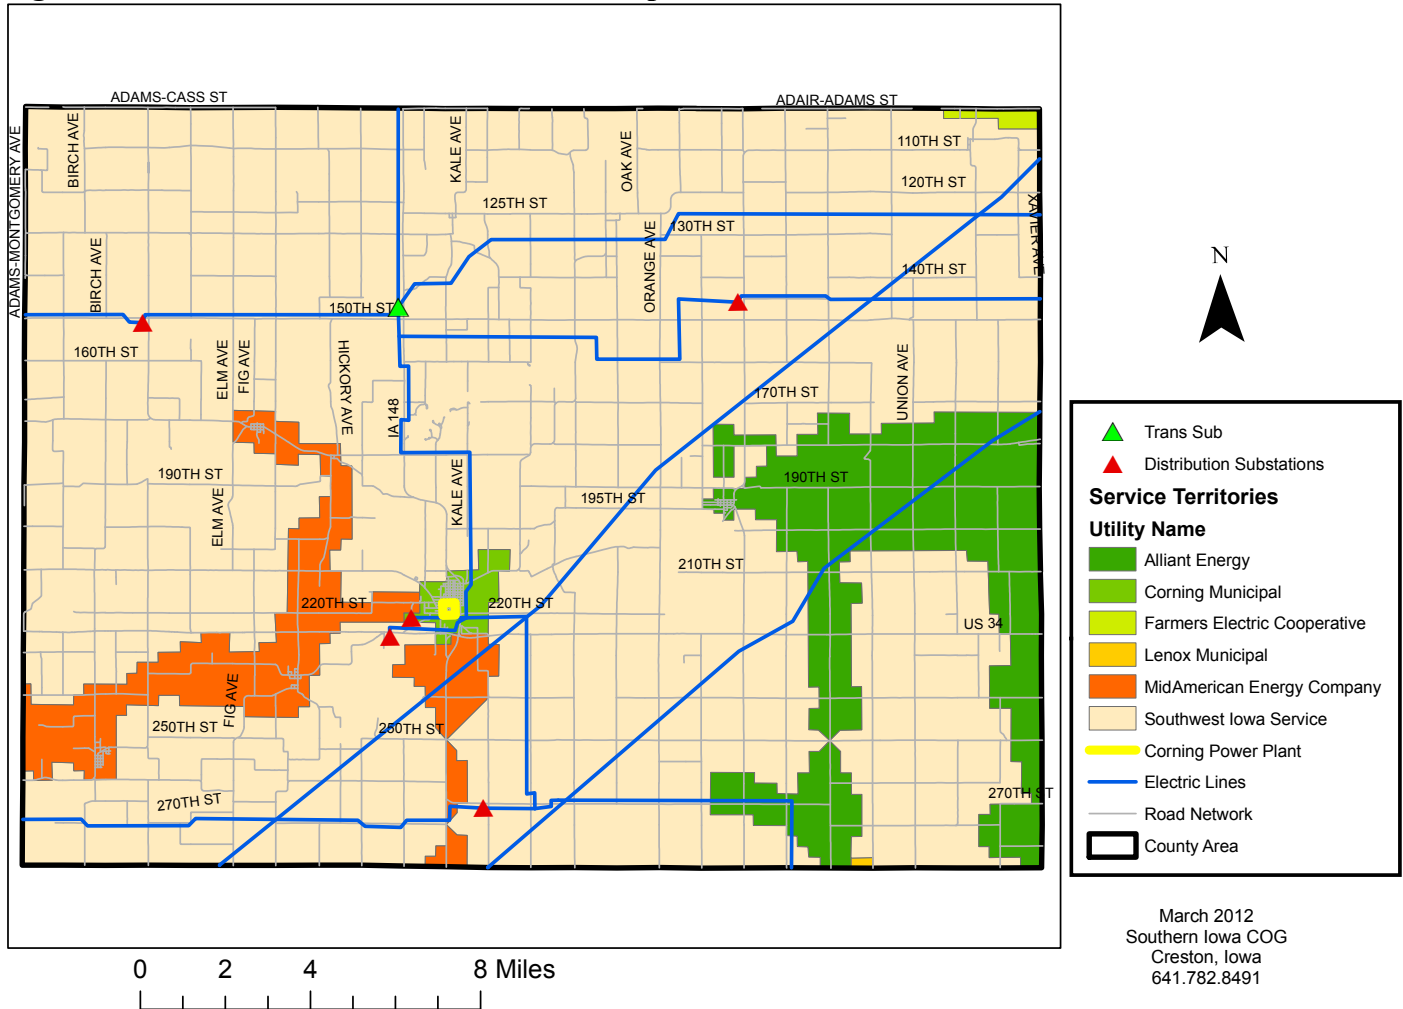 ADAMS-CASS ST
ADAIR-ADAMS ST
ADAMS-MONTGOMERY AVE
BIRCH AVE
KALE AVE
OAK AVE
110TH ST
120TH ST
XAVIER AVE
125TH ST
130TH ST
BIRCH AVE
ORANGE AVE
140TH ST
150TH ST
160TH ST
ELM AVE
FIG AVE
HICKORY AVE
IA 148
170TH ST
UNION AVE
190TH ST
ELM AVE
KALE AVE
195TH ST
190TH ST
210TH ST
220TH ST
220TH ST
US 34
FIG AVE
250TH ST
250TH ST
270TH ST
270TH ST
N
Trans Sub
Distribution Substations
Service Territories
Utility Name
Alliant Energy
Corning Municipal
Farmers Electric Cooperative
Lenox Municipal
MidAmerican Energy Company
Southwest Iowa Service
Corning Power Plant
Electric Lines
Road Network
County Area
March 2012
Southern Iowa COG
Creston, Iowa
641.782.8491
0 2 4 8 Miles